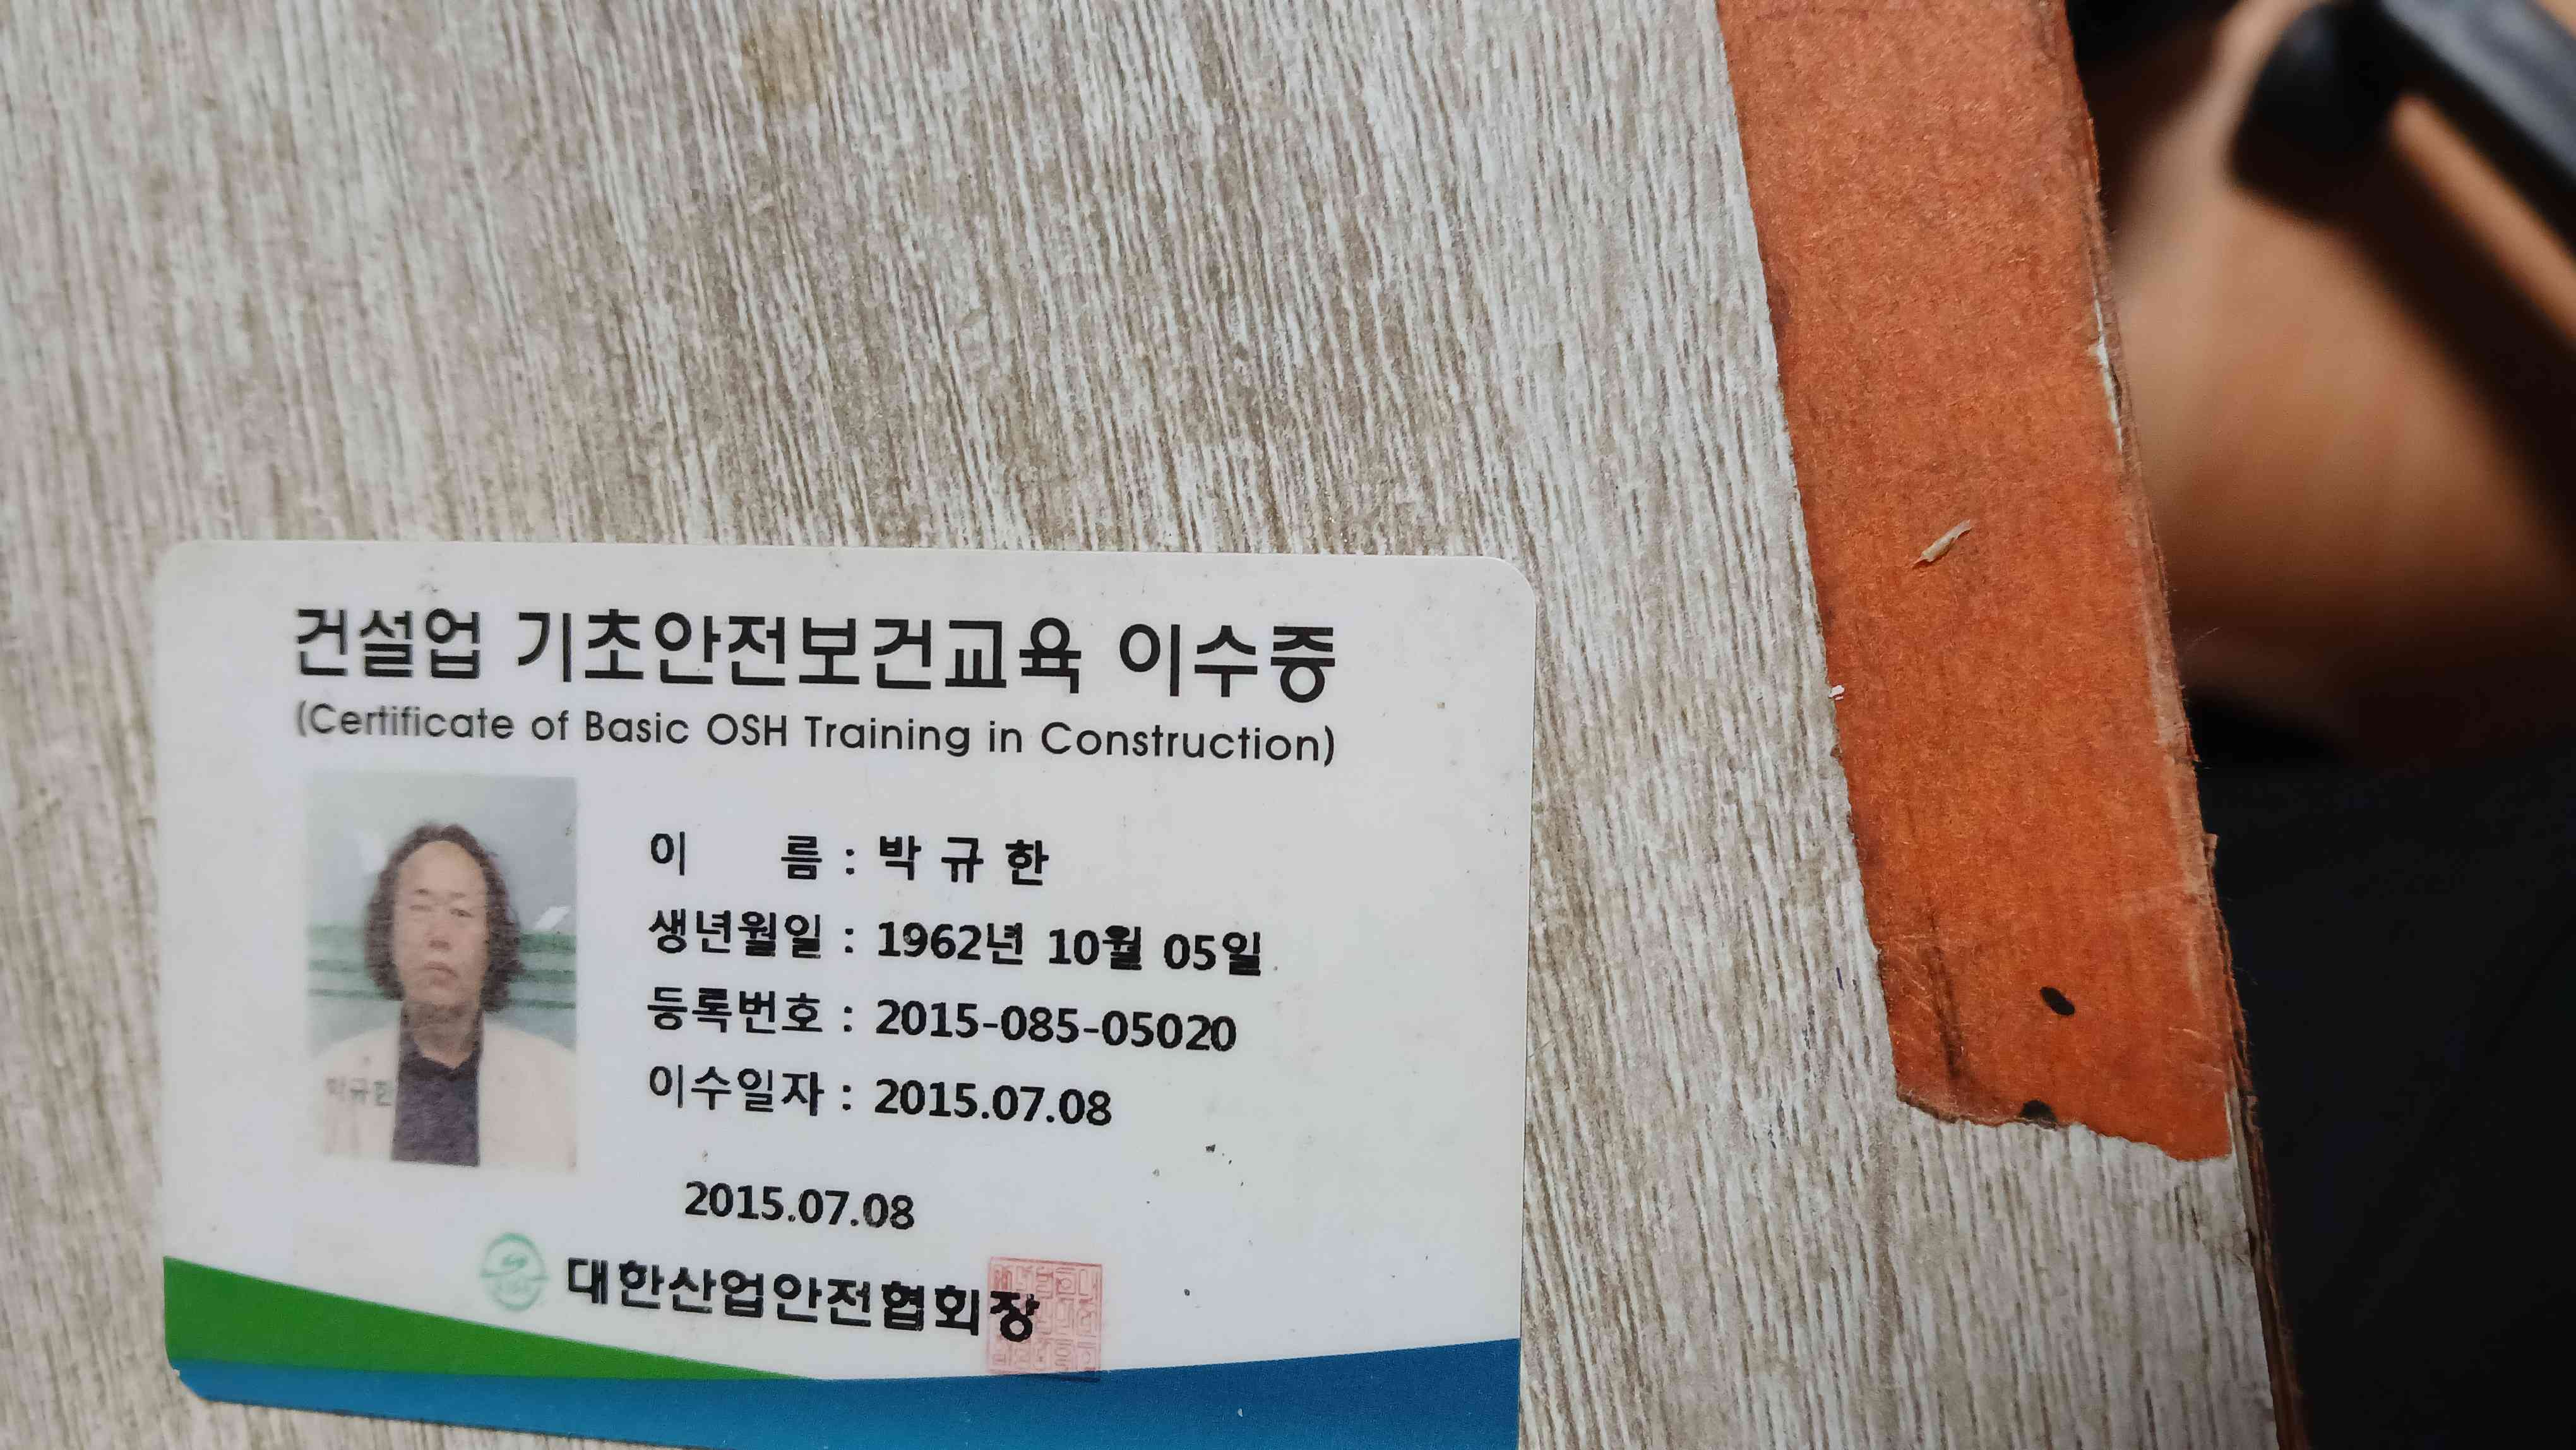 건설업 기초안전보건교육 이수증
(Certificate of Basic OSH Training in Construction)
이 름 : 박 규 한
생년월일 : 1962년 10월 05일
등록번호 : 2015-085-05020
이수일자 : 2015.07.08
2015.07.08
대한산업안전협회장